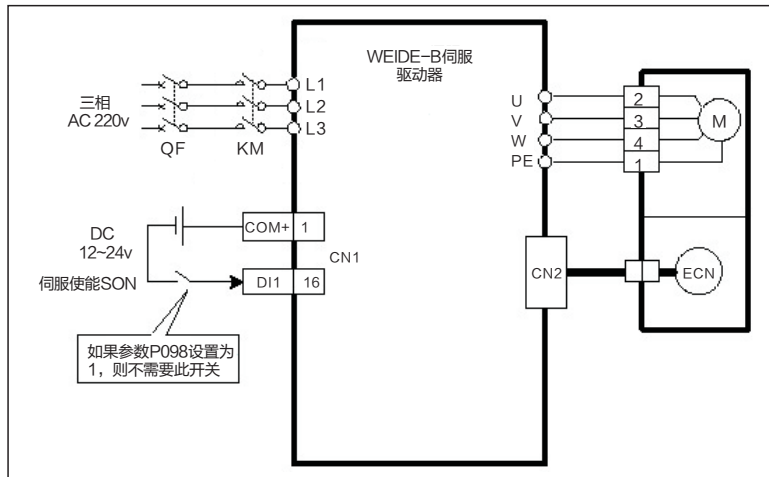 WEIDE-B伺服
驱动器
三相
AC 220v
QF
KM
L1
L2
L3
U
V
W
PE
2
3
4
1
M
DC
12~24v
COM+
1
CN1
伺服使能SON
DI1
16
CN2
ECN
如果参数P098设置为
1，则不需要此开关